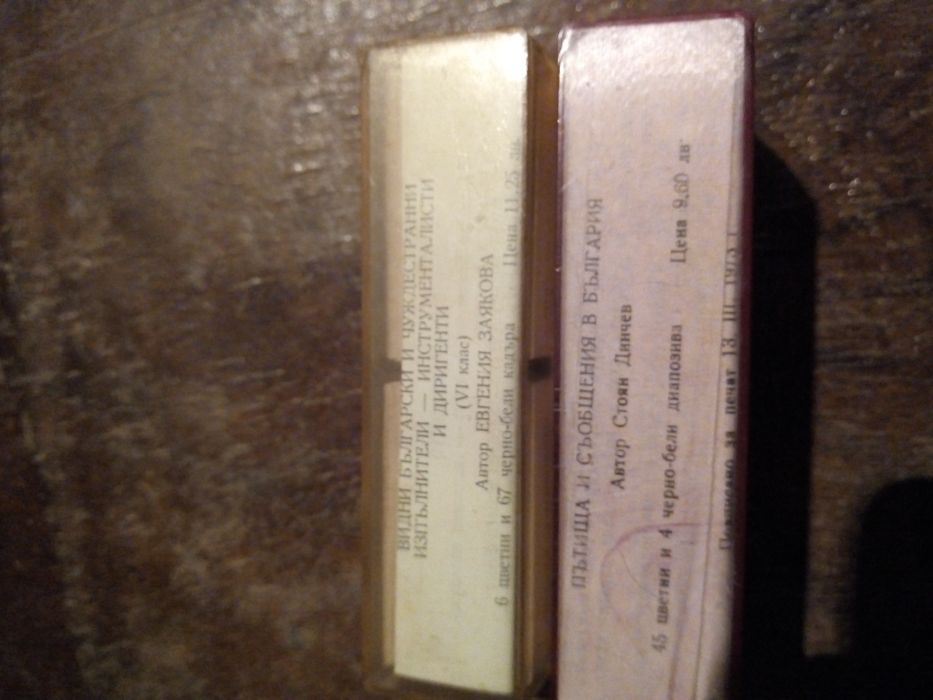 ВИДНИ БЪЛГАРСКИ И ЧУЖДЕСТРАННИ
ИЗПЪЛНИТЕЛИ — ИНСТРУМЕНТАЛИСТИ
И ДИРИГЕНТИ
(VI клас)
Автор ЕВГЕНИЯ ЗАЯКОВА
6 цветни и 67 черно-бели кадъра Цена 11,25 лв
ПЪТИЩА И СЪОБЩЕНИЯ В БЪЛГАРИЯ
Автор Стоян Динчев
45 цветни и 4 черно-бели диапозива Цена 9,60 лв
Подписано за печат 13 III